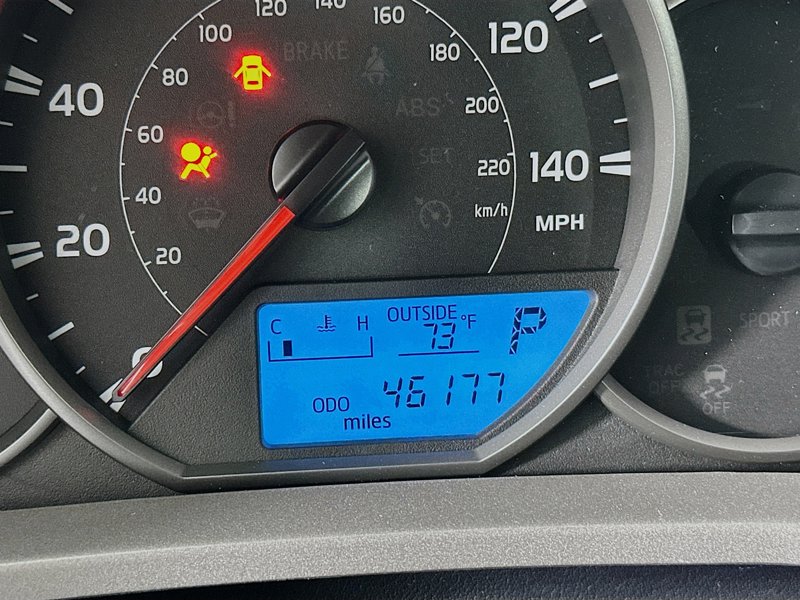 120 140 160
100 BRAKE
180
120
80
40
ABS
200
60
SET
220
140
40
km/h
MPH
20
20
0
C H
OUTSIDE
73 °F
P
ODO 46177
miles
SPORT
TRAC
OFF
OFF